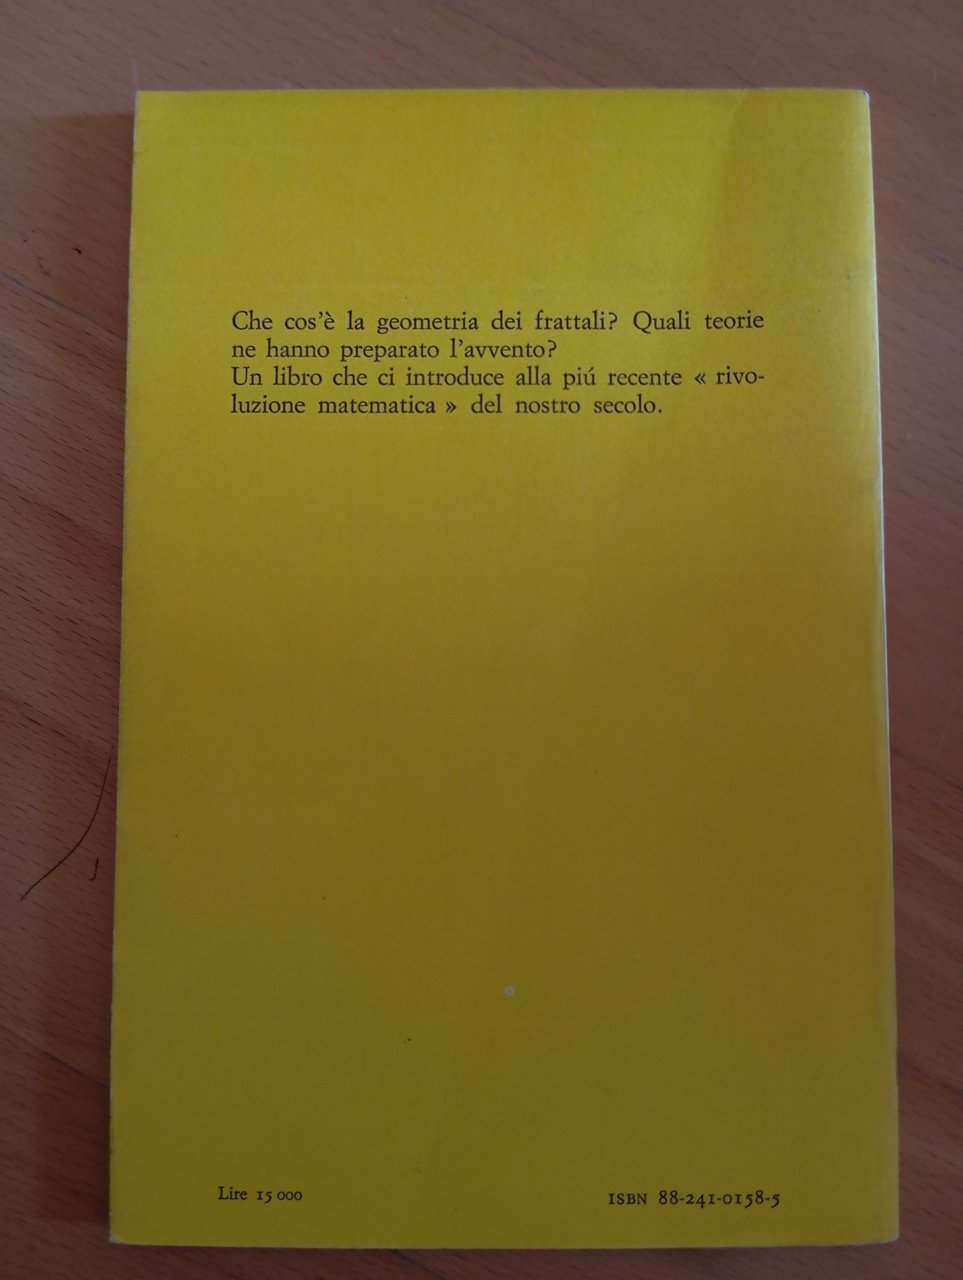 Che cos'è la geometria dei frattali? Quali teorie
ne hanno preparato l'avvento?
Un libro che ci introduce alla piú recente « rivo-
luzione matematica » del nostro secolo.
Lire 15 000
ISBN 88-241-0158-5